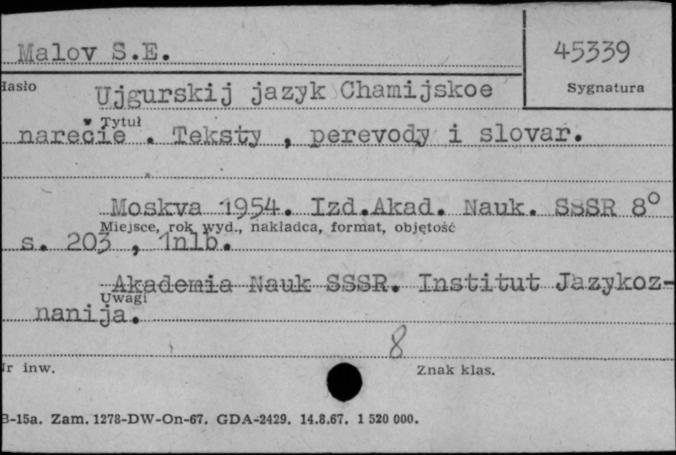 Malov S.E.
45339
Hasło
Sygnatura
Ujgurskij jazyk Chamijskoe
Tytuł
narečie . Teksty , perevody i slovar.
Moskva 1954. Izd.Akad. Nauk. SSSR 8°
Miejsce, rok wyd., nakładca, format, objętość
s. 203 , 1nlb.
Akademia Nauk SSSR. Institut Jazykoz-
Uwagi
nanija.
8
Nr inw.
Znak klas.
B-15a. Zam. 1278-DW-On-67. GDA-2429. 14.8.67. 1 520 000.